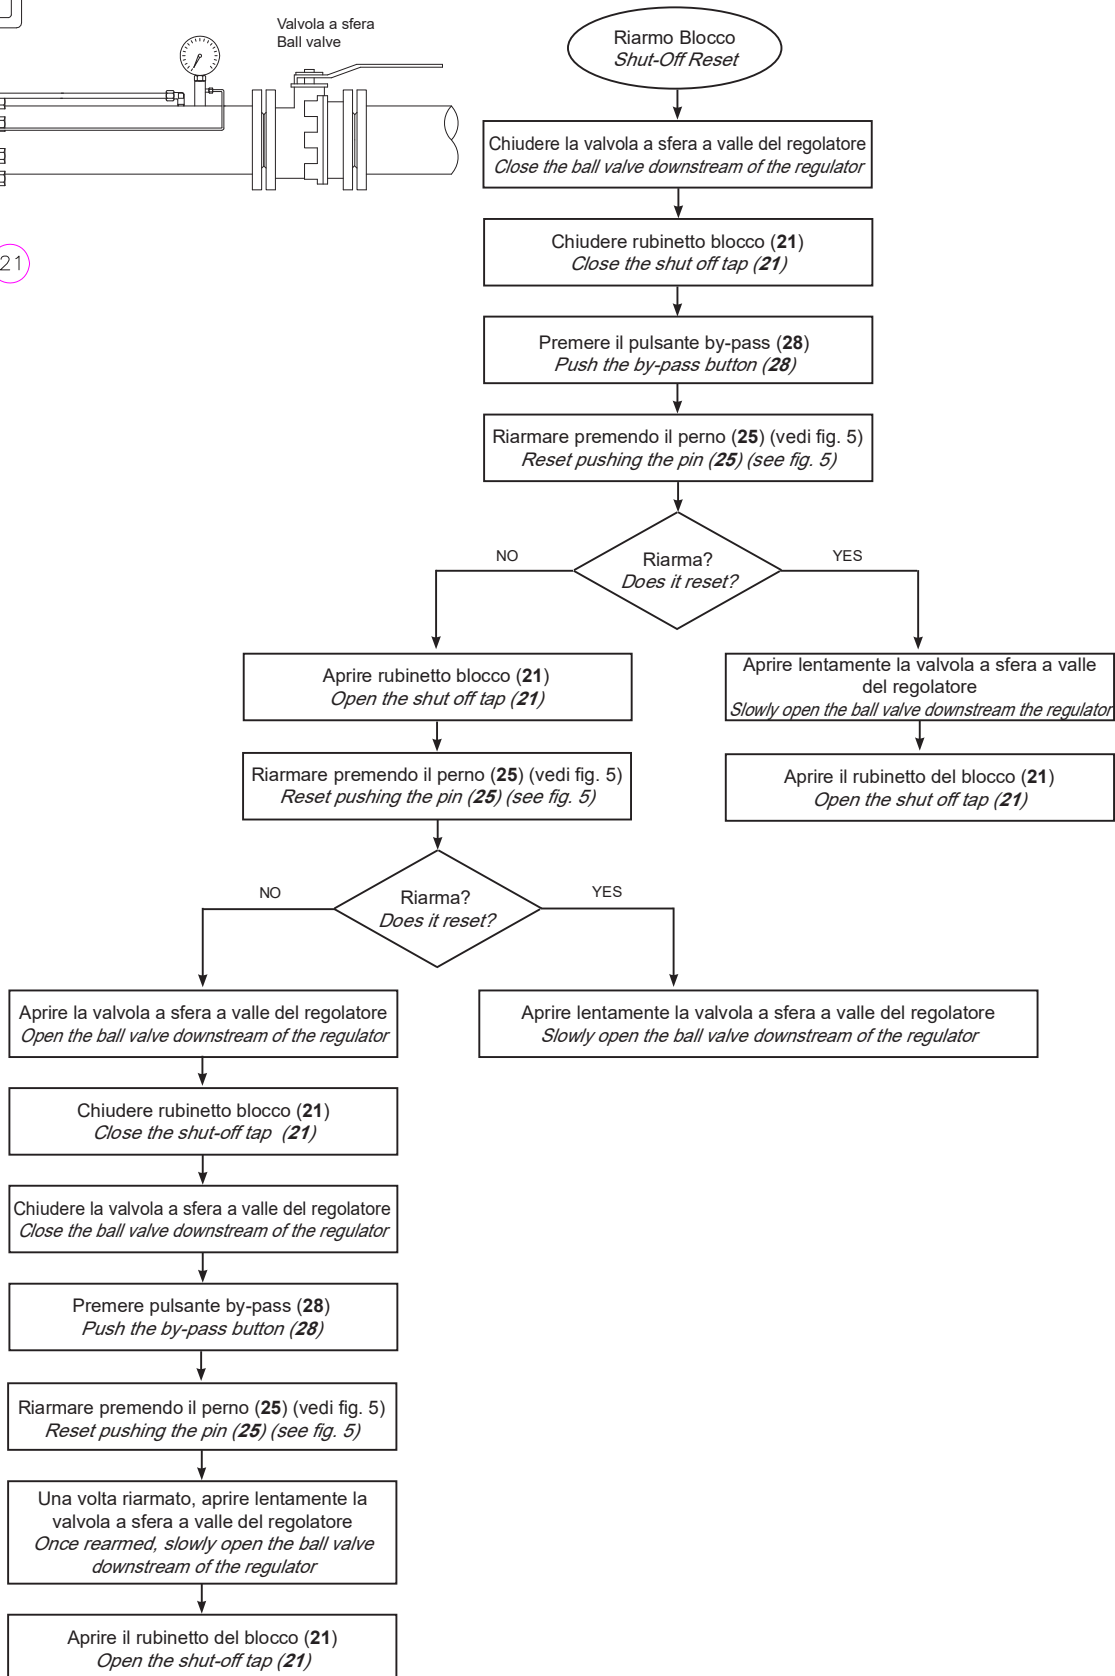 Valvola a sfera
Ball valve
21
Riarmo Blocco
Shut-Off Reset
Chiudere la valvola a sfera a valle del regolatore
Close the ball valve downstream of the regulator
Chiudere rubinetto blocco (21)
Close the shut off tap (21)
Premere il pulsante by-pass (28)
Push the by-pass button (28)
Riarmare premendo il perno (25) (vedi fig. 5)
Reset pushing the pin (25) (see fig. 5)
Riarma?
Does it reset?
NO
YES
Aprire rubinetto blocco (21)
Open the shut off tap (21)
Aprire lentamente la valvola a sfera a valle
del regolatore
Slowly open the ball valve downstream the regulator
Riarmare premendo il perno (25) (vedi fig. 5)
Reset pushing the pin (25) (see fig. 5)
Aprire il rubinetto del blocco (21)
Open the shut off tap (21)
Riarma?
Does it reset?
NO
YES
Aprire la valvola a sfera a valle del regolatore
Open the ball valve downstream of the regulator
Aprire lentamente la valvola a sfera a valle del regolatore
Slowly open the ball valve downstream of the regulator
Chiudere rubinetto blocco (21)
Close the shut-off tap (21)
Chiudere la valvola a sfera a valle del regolatore
Close the ball valve downstream of the regulator
Premere pulsante by-pass (28)
Push the by-pass button (28)
Riarmare premendo il perno (25) (vedi fig. 5)
Reset pushing the pin (25) (see fig. 5)
Una volta riarmato, aprire lentamente la
valvola a sfera a valle del regolatore
Once rearmed, slowly open the ball valve
downstream of the regulator
Aprire il rubinetto del blocco (21)
Open the shut-off tap (21)